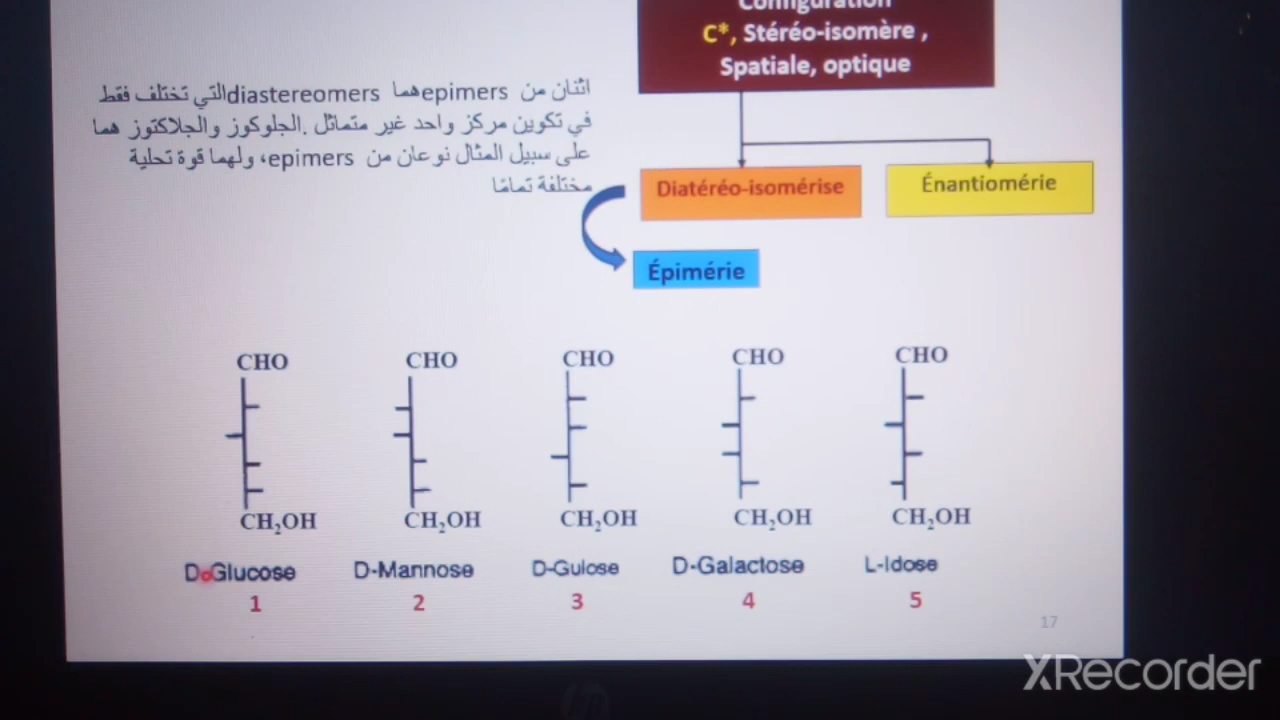 Configuration
C*, Stéréo-isomère ,
Spatiale, optique
اثنان من epimers هما diastereomers التي تختلف فقط
في تكوين مركز واحد غير متماثل .الجلوكوز والجلاكتوز هما
على سبيل المثال نوعان من epimers، ولهما قوة تحلية
مختلفة تمامًا
Diatéréo-isomérise
Énantiomérie
Épimérie
CHO CHO CHO CHO CHO
CH₂OH CH₂OH CH₂OH CH₂OH CH₂OH
D-Glucose D-Mannose D-Gulose D-Galactose L-Idose
1 2 3 4 5
17
hp
XRecorder